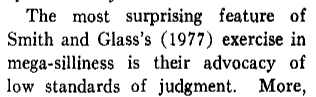 The most surprising feature of
Smith and Glass's (1977) exercise in
mega-silliness is their advocacy of
low standards of judgment. More,